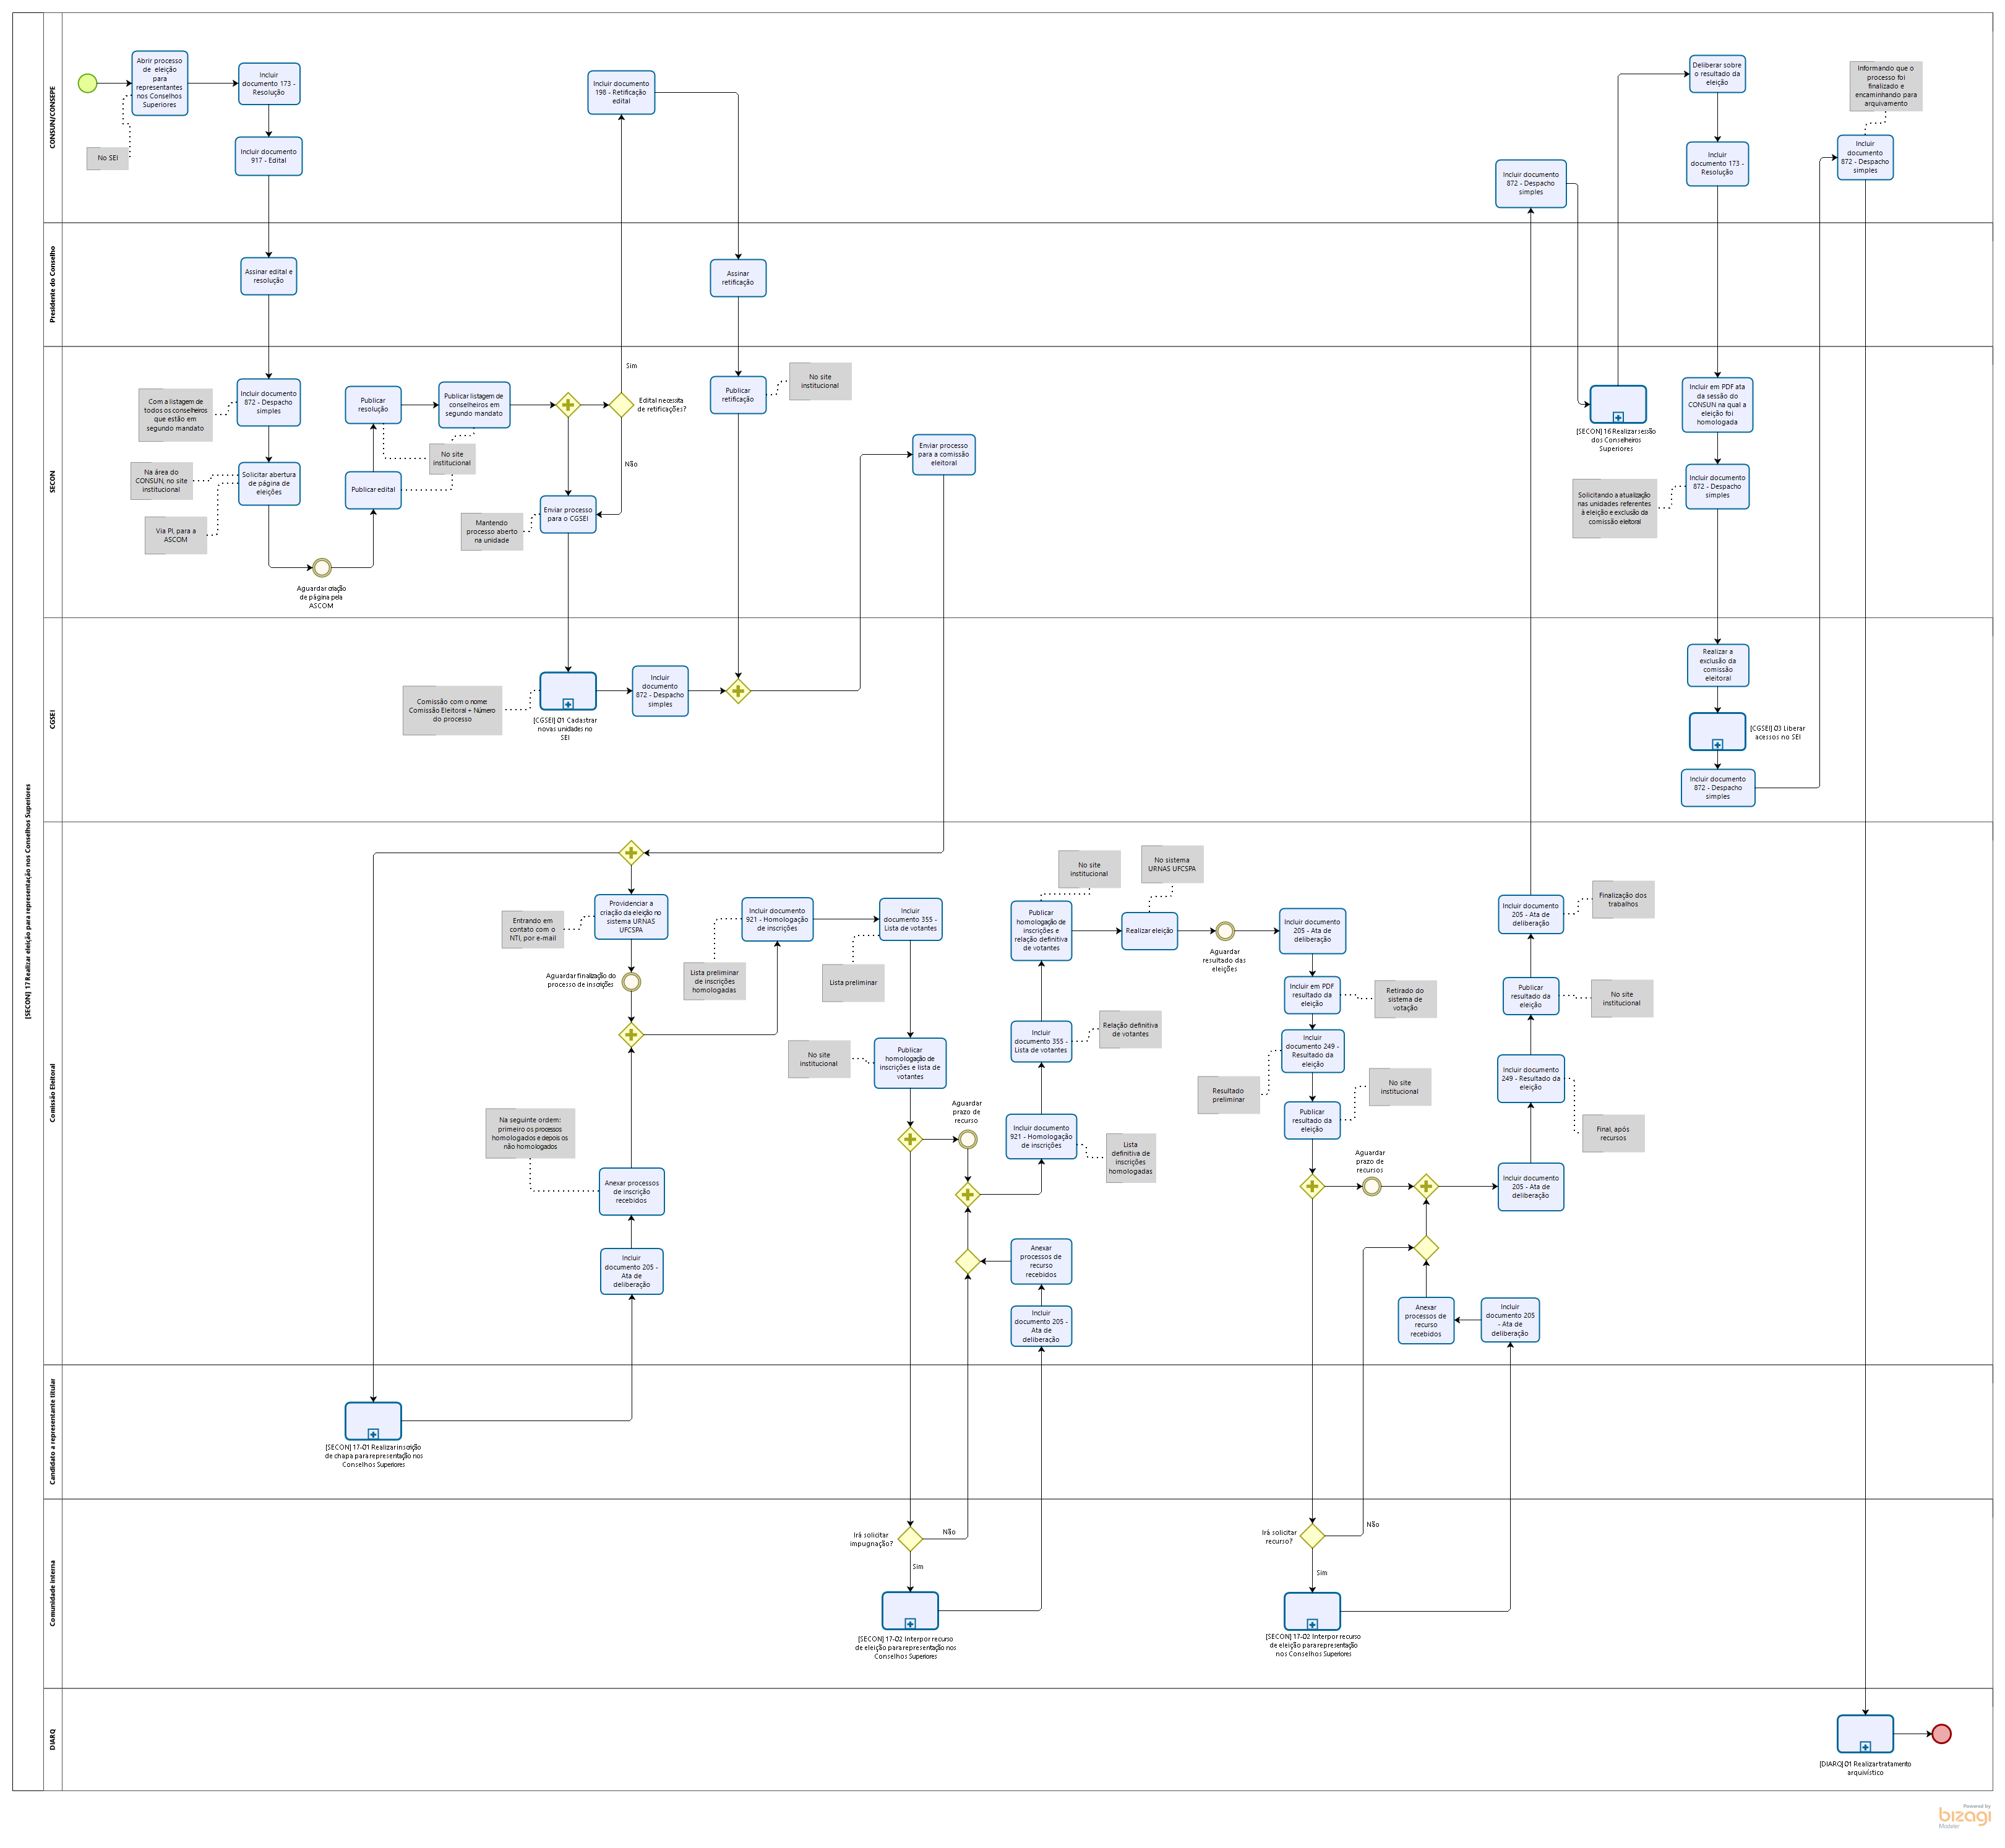 [SECON] 17 Realizar eleição para representação nos Conselhos Superiores
CONSUN/CONSEPE
Abrir processo
de eleição
para
representantes
nos Conselhos
Superiores
No SEI
Incluir
documento 173 -
Resolução
Incluir documento
917 - Edital
Incluir documento
198 - Retificação
edital
Incluir documento
872 - Despacho
simples
Deliberar sobre
o resultado da
eleição
Incluir
documento 173 -
Resolução
Informando que o
processo foi
finalizado e
encaminhando para
arquivamento
Incluir
documento
872 - Despacho
simples
Presidente do Conselho
Assinar edital e
resolução
Assinar
retificação
SECON
Com a listagem de
todos os conselheiros
que estão em
segundo mandato
Incluir documento
872 - Despacho
simples
Na área do
CONSUN, no site
institucional
Solicitar abertura
de página de
eleições
Via PI, para a
ASCOM
Aguardar criação
de página pela
ASCOM
Publicar edital
Publicar
resolução
Publicar listagem de
conselheiros em
segundo mandato
No site
institucional
Sim
Edital necessita
de retificações?
Não
Mantendo
processo aberto
na unidade
Enviar processo
para o CGSEI
Publicar
retificação
No site
institucional
Enviar processo
para a comissão
eleitoral
[SECON] 16 Realizar sessão
dos Conselheiros
Superiores
Incluir em PDF ata
da sessão do
CONSUN na qual a
eleição foi
homologada
Solicitando a atualização
nas unidades referentes
à eleição e exclusão da
comissão eleitoral
Incluir documento
872 - Despacho
simples
CGSEI
Comissão com o nome:
Comissão Eleitoral + Número
do processo
[CGSEI] 01 Cadastrar
novas unidades no
SEI
Incluir
documento
872 - Despacho
simples
Realizar a
exclusão da
comissão
eleitoral
[CGSEI] 03 Liberar
acessos no SEI
Incluir documento
872 - Despacho
simples
Comissão Eleitoral
Entrando em
contato com o
NTI, por e-mail
Providenciar a
criação da eleição no
sistema URNAS
UFCSPA
Aguardar finalização do
processo de inscrições
Na seguinte ordem:
primeiro os processos
homologados e depois os
não homologados
Anexar processos
de inscrição
recebidos
Incluir
documento 205 -
Ata de
deliberação
Lista preliminar
de inscrições
homologadas
Incluir documento
921 - Homologação
de inscrições
Incluir
documento 355 -
Lista de votantes
Lista preliminar
No site
institucional
Publicar
homologação de
inscrições e lista de
votantes
Aguardar
prazo de
recurso
Anexar
processos de
recurso
recebidos
Incluir
documento 205 -
Ata de
deliberação
Incluir documento
921 - Homologação
de inscrições
Lista
definitiva de
inscrições
homologadas
Incluir
documento 355 -
Lista de votantes
Relação definitiva
de votantes
Publicar
homologação de
inscrições e
relação definitiva
de votantes
No site
institucional
No sistema
URNAS UFCSPA
Realizar eleição
Aguardar
resultado das
eleições
Incluir documento
205 - Ata de
deliberação
Incluir em PDF
resultado da
eleição
Retirado do
sistema de
votação
Incluir
documento 249 -
Resultado da
eleição
Resultado
preliminar
Publicar
resultado da
eleição
No site
institucional
Aguardar
prazo de
recursos
Anexar
processos de
recurso
recebidos
Incluir
documento 205
- Ata de
deliberação
Incluir documento
205 - Ata de
deliberação
Incluir documento
249 - Resultado da
eleição
Final, após
recursos
Publicar
resultado da
eleição
No site
institucional
Incluir documento
205 - Ata de
deliberação
Finalização dos
trabalhos
Candidato a representante titular
[SECON] 17-01 Realizar inscrição
de chapa para representação nos
Conselhos Superiores
Comunidade Interna
Irá solicitar
impugnação?
Não
Sim
[SECON] 17-02 Interpor recurso
de eleição para representação nos
Conselhos Superiores
Irá solicitar
recurso?
Não
Sim
[SECON] 17-02 Interpor recurso
de eleição para representação
nos Conselhos Superiores
DIARQ
[DIARQ] 01 Realizar tratamento
arquivístico
Powered by
bizagi
Modeler